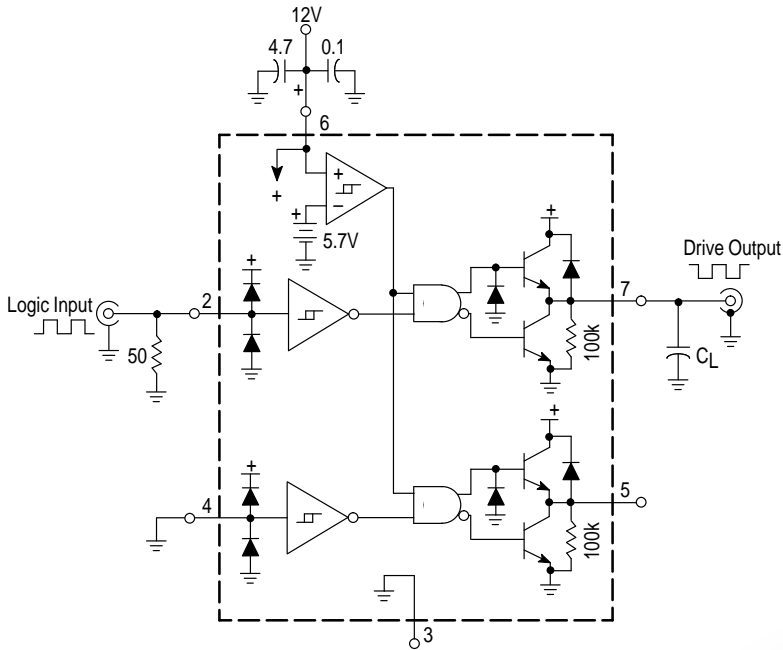 12V
4.7
0.1
+
6
+
+
−
+
5.7V
+
+
Drive Output
Logic Input
2
7
50
100k
CL
+
+
4
5
100k
3